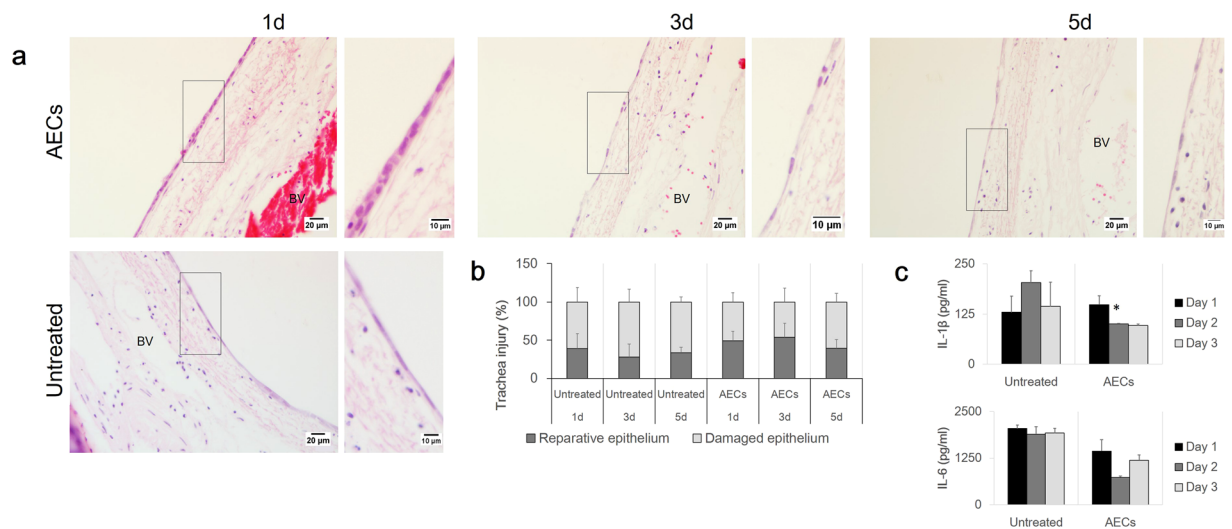 1d
3d
5d
a
AECs
BV
20 µm
10 µm
BV
20 µm
10 µm
BV
20 µm
10 µm
Untreated
BV
20 µm
10 µm
b
Trachea injury (%)
150
100
50
0
Untreated Untreated Untreated AECs AECs AECs
1d 3d 5d 1d 3d 5d
Reparative epithelium Damaged epithelium
c
IL-1β (pg/ml)
250
125
0
*
Untreated AECs
Day 1
Day 2
Day 3
IL-6 (pg/ml)
2500
1250
0
Untreated AECs
Day 1
Day 2
Day 3